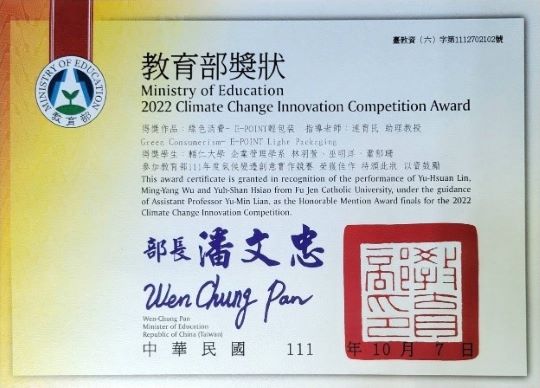 臺教資(六)字第1112702102號
MINISTRY OF EDUCATION
教育部
教育部獎狀
Ministry of Education
2022 Climate Change Innovation Competition Award
得獎作品:綠色消費-E-POINT輕包裝 指導老師:連育民 助理教授
Green Consumerism- E-POINT Light Packaging
得獎學生:輔仁大學 企業管理學系 林羽萱、巫明洋、蕭郁珊
參加教育部111年度氣候變遷創意實作競賽 榮獲佳作 特頒此狀 以資鼓勵
This award certificate is granted in recognition of the performance of Yu-Hsuan Lin,
Ming-Yang Wu and Yuh-Shan Hsiao from Fu Jen Catholic University, under the guidance
of Assistant Professor Yu-Min Lian, as the Honorable Mention Award finals for the 2022
Climate Change Innovation Competition.
部長 潘文忠
Wen Chung Pan
Wen-Chung Pan
Minister of Education
Republic of China (Taiwan)
中華民國 111 年 10 月 7 日